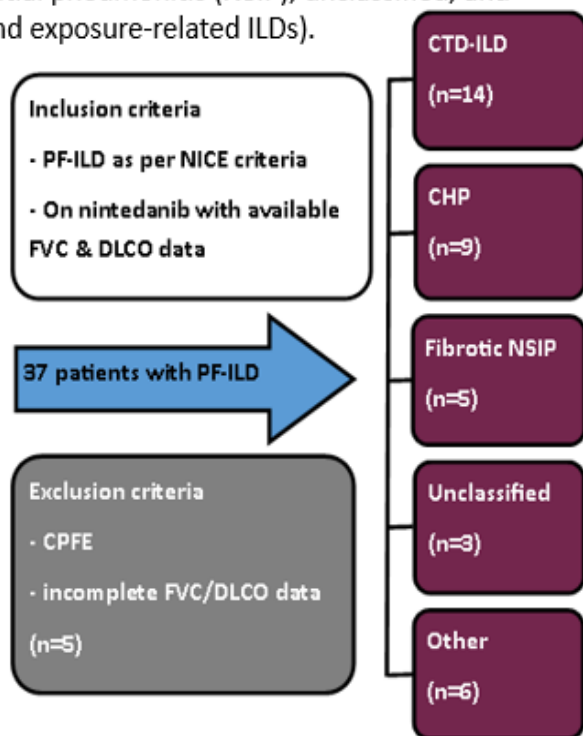 and exposure-related ILDs).
Inclusion criteria
- PF-ILD as per NICE criteria
- On nintedanib with available
FVC & DLCO data
37 patients with PF-ILD
Exclusion criteria
- CPFE
- incomplete FVC/DLCO data
(n=5)
CTD-ILD
(n=14)
CHP
(n=9)
Fibrotic NSIP
(n=5)
Unclassified
(n=3)
Other
(n=6)